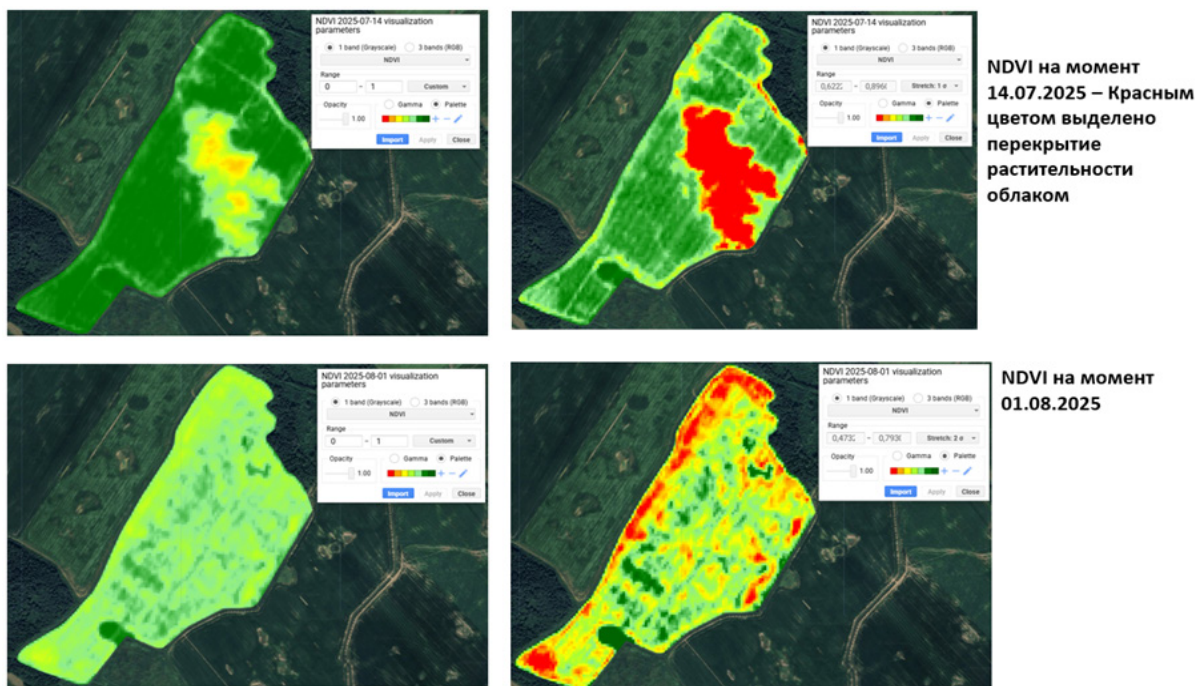 NDVI 2025-07-14 visualization
parameters
1 band (Grayscale) 3 bands (RGB)
NDVI
Range
0 – 1 Custom
Opacity Gamma Palette
1.00
Import Apply Close
NDVI 2025-07-14 visualization
parameters
1 band (Grayscale) 3 bands (RGB)
NDVI
Range
– Stretch: 1 σ
Opacity Gamma Palette
1.00
Import Apply Close
NDVI на момент
14.07.2025 – Красным
цветом выделено
перекрытие
растительности
облаком
NDVI 2025-08-01 visualization
parameters
1 band (Grayscale) 3 bands (RGB)
NDVI
Range
0 – 1 Custom
Opacity Gamma Palette
1.00
Import Apply Close
NDVI 2025-08-01 visualization
parameters
1 band (Grayscale) 3 bands (RGB)
NDVI
Range
– Stretch: 2 σ
Opacity Gamma Palette
1.00
Import Apply Close
NDVI на момент
01.08.2025